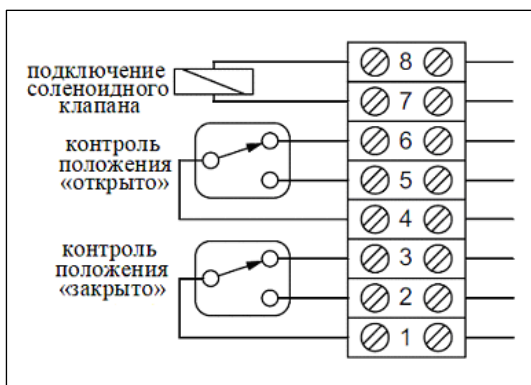 подключение
соленоидного
клапана
контроль
положения
«открыто»
контроль
положения
«закрыто»
8
7
6
5
4
3
2
1